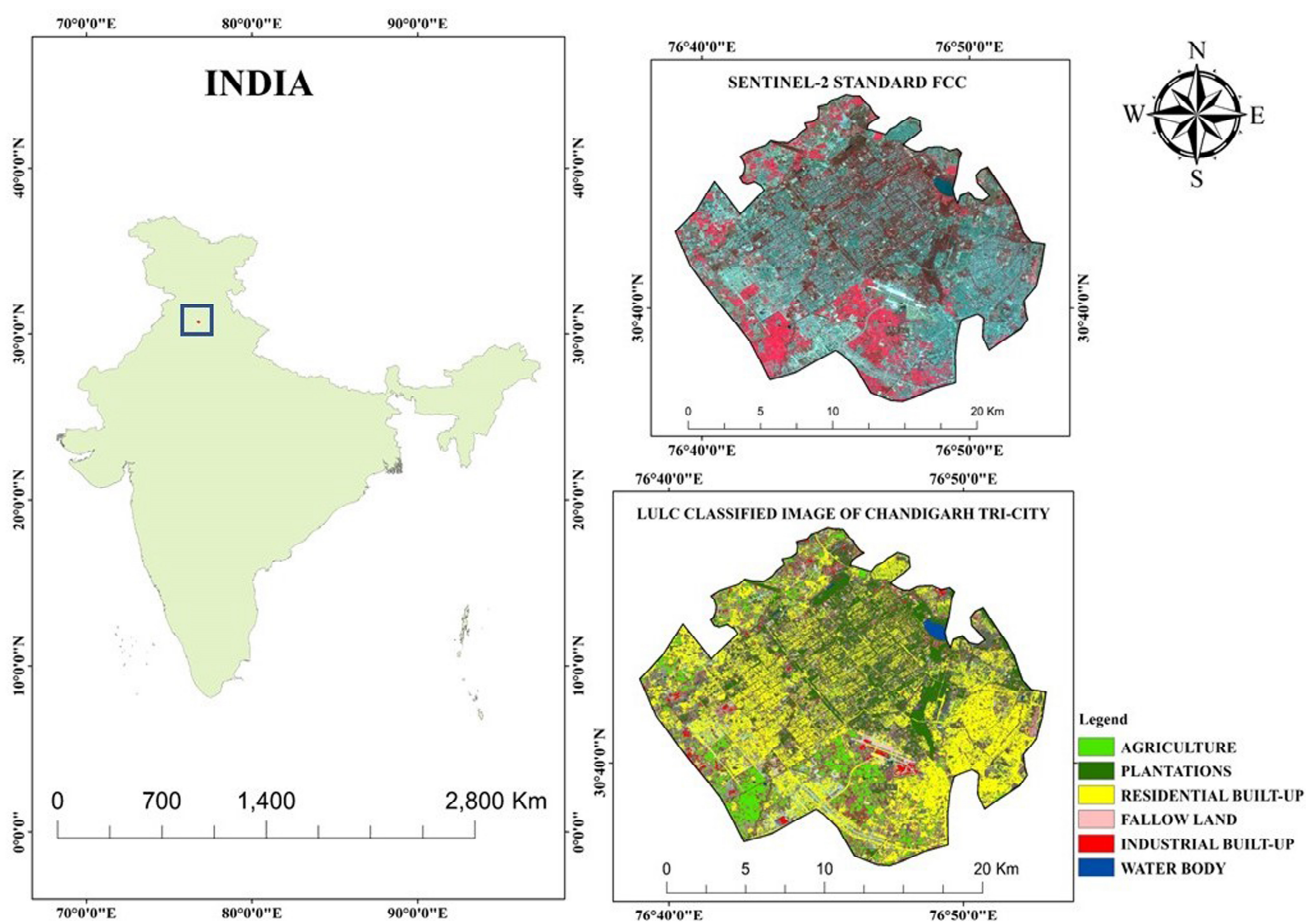 70°0'0"E 80°0'0"E 90°0'0"E
INDIA
40°0'0"N 40°0'0"N
30°0'0"N 30°0'0"N
20°0'0"N 20°0'0"N
10°0'0"N 10°0'0"N
0°0'0" 0°0'0"
0 700 1,400 2,800 Km
70°0'0"E 80°0'0"E 90°0'0"E
76°40'0"E 76°50'0"E
SENTINEL-2 STANDARD FCC
30°40'0"N 30°40'0"N
0 5 10 20 Km
76°40'0"E 76°50'0"E
N
W E
S
76°40'0"E 76°50'0"E
LULC CLASSIFIED IMAGE OF CHANDIGARH TRI-CITY
30°40'0"N
0 5 10 20 Km
76°40'0"E 76°50'0"E
Legend
AGRICULTURE
PLANTATIONS
RESIDENTIAL BUILT-UP
FALLOW LAND
INDUSTRIAL BUILT-UP
WATER BODY